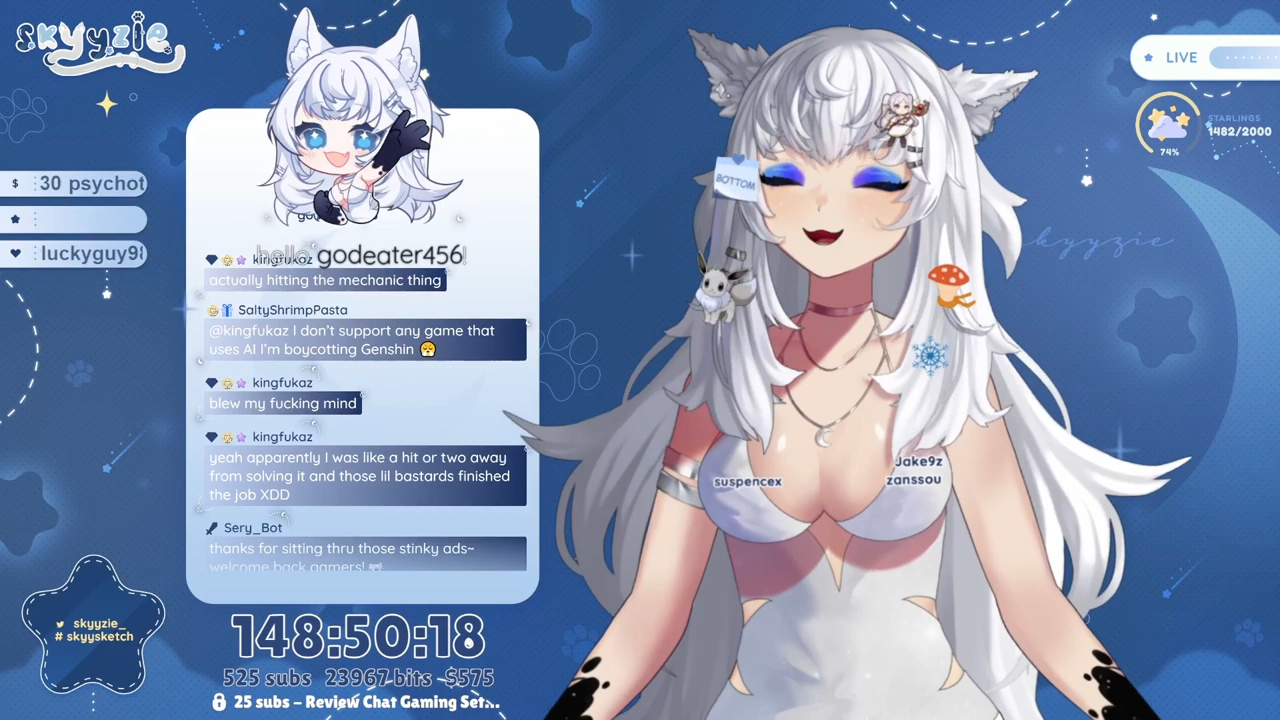 skyyzie
LIVE
STARLINGS
1482/2000
74%
$ 30 psychot
luckyguy98
skyyzie
BOTTOM
hello godeater456!
kingfukaz
actually hitting the mechanic thing
SaltyShrimpPasta
@kingfukaz I don't support any game that
uses AI I'm boycotting Genshin 😤
kingfukaz
blew my fucking mind
kingfukaz
yeah apparently I was like a hit or two away
from solving it and those lil bastards finished
the job XDD
Sery_Bot
thanks for sitting thru those stinky ads~
welcome back gamers!
suspencex
Jake9z
zanssou
skyyzie_
# skyysketch
148:50:18
525 subs 23967 bits $575
25 subs - Review Chat Gaming Set...